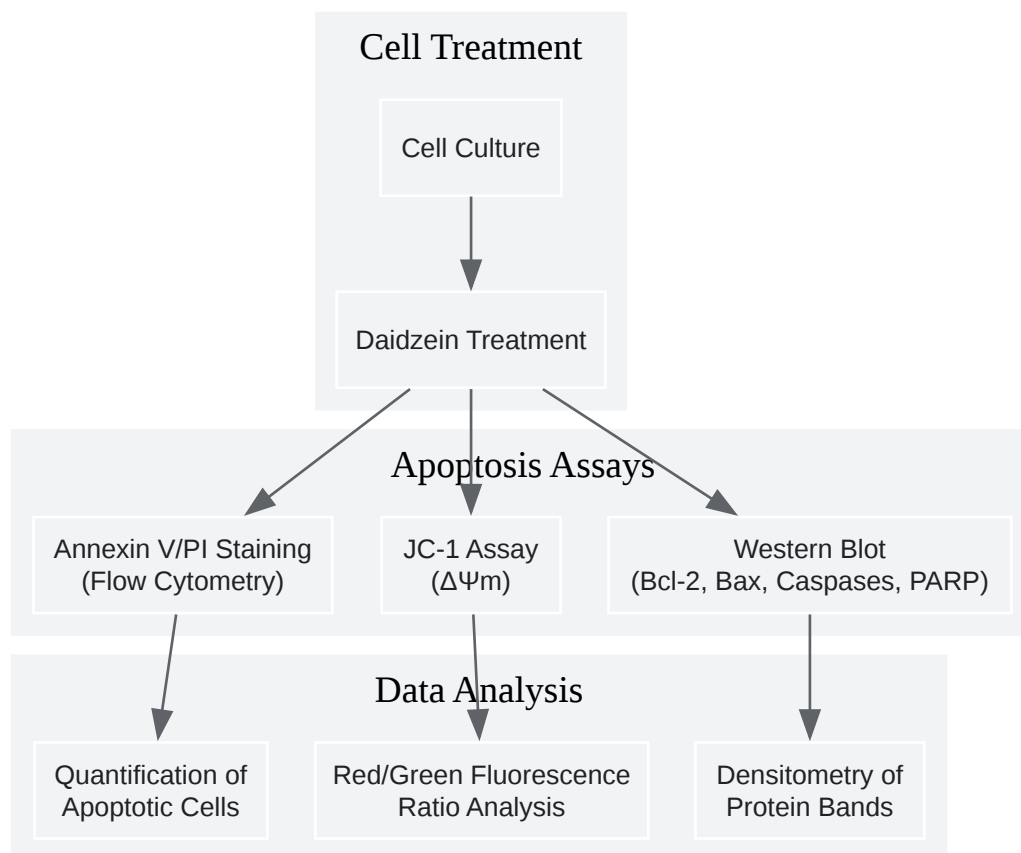 Cell Treatment
Cell Culture
Daidzein Treatment
Apoptosis Assays
Annexin V/PI Staining
(Flow Cytometry)
JC-1 Assay
(ΔΨm)
Western Blot
(Bcl-2, Bax, Caspases, PARP)
Data Analysis
Quantification of
Apoptotic Cells
Red/Green Fluorescence
Ratio Analysis
Densitometry of
Protein Bands